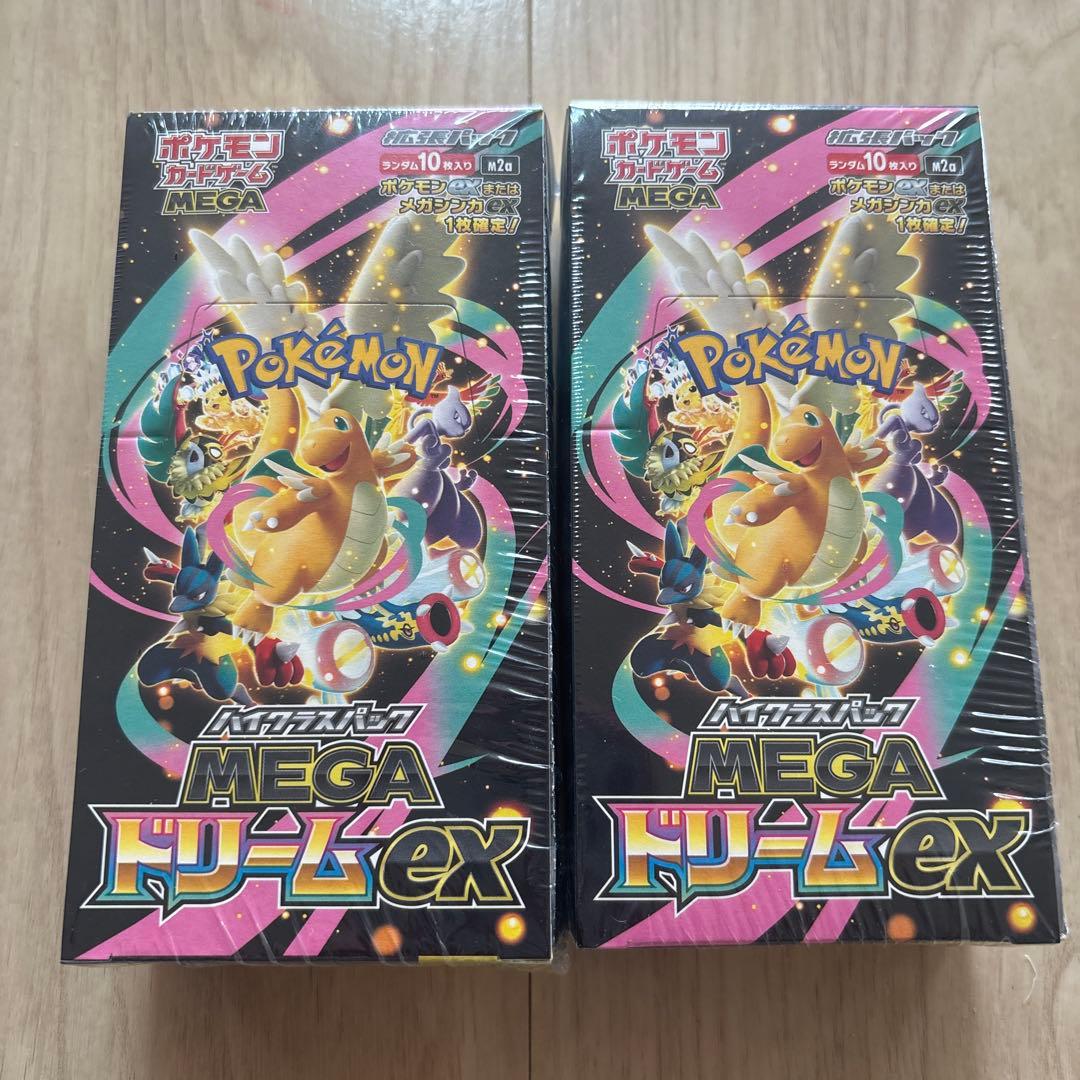 ポケモン
カードゲーム
MEGA
拡張パック
ランダム10枚入り
M2a
ポケモンexまたは
メガシンカex
1枚確定!
POKéMON
TM
ハイクラスパック
MEGA
ドリームex
ポケモン
カードゲーム
MEGA
拡張パック
ランダム10枚入り
M2a
ポケモンexまたは
メガシンカex
1枚確定!
POKéMON
TM
ハイクラスパック
MEGA
ドリームex